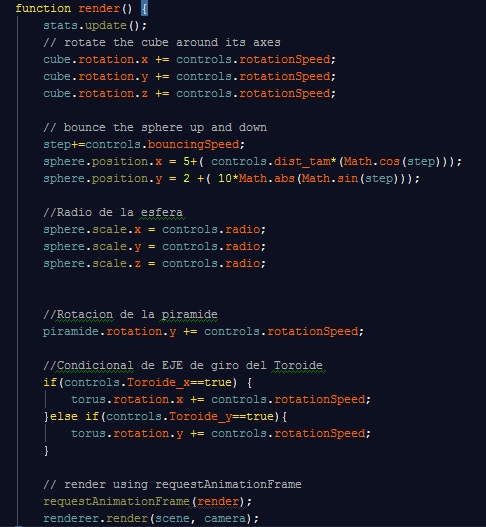 function render() {
    stats.update();
    // rotate the cube around its axes
    cube.rotation.x += controls.rotationSpeed;
    cube.rotation.y += controls.rotationSpeed;
    cube.rotation.z += controls.rotationSpeed;

    // bounce the sphere up and down
    step+=controls.bouncingSpeed;
    sphere.position.x = 5+( controls.dist_tam*(Math.cos(step)));
    sphere.position.y = 2 +( 10*Math.abs(Math.sin(step)));

    //Radio de la esfera
    sphere.scale.x = controls.radio;
    sphere.scale.y = controls.radio;
    sphere.scale.z = controls.radio;


    //Rotacion de la piramide
    piramide.rotation.y += controls.rotationSpeed;

    //Condicional de EJE de giro del Toroide
    if(controls.Toroide_x==true) {
        torus.rotation.x += controls.rotationSpeed;
    }else if(controls.Toroide_y==true){
        torus.rotation.y += controls.rotationSpeed;
    }

    // render using requestAnimationFrame
    requestAnimationFrame(render);
    renderer.render(scene, camera);